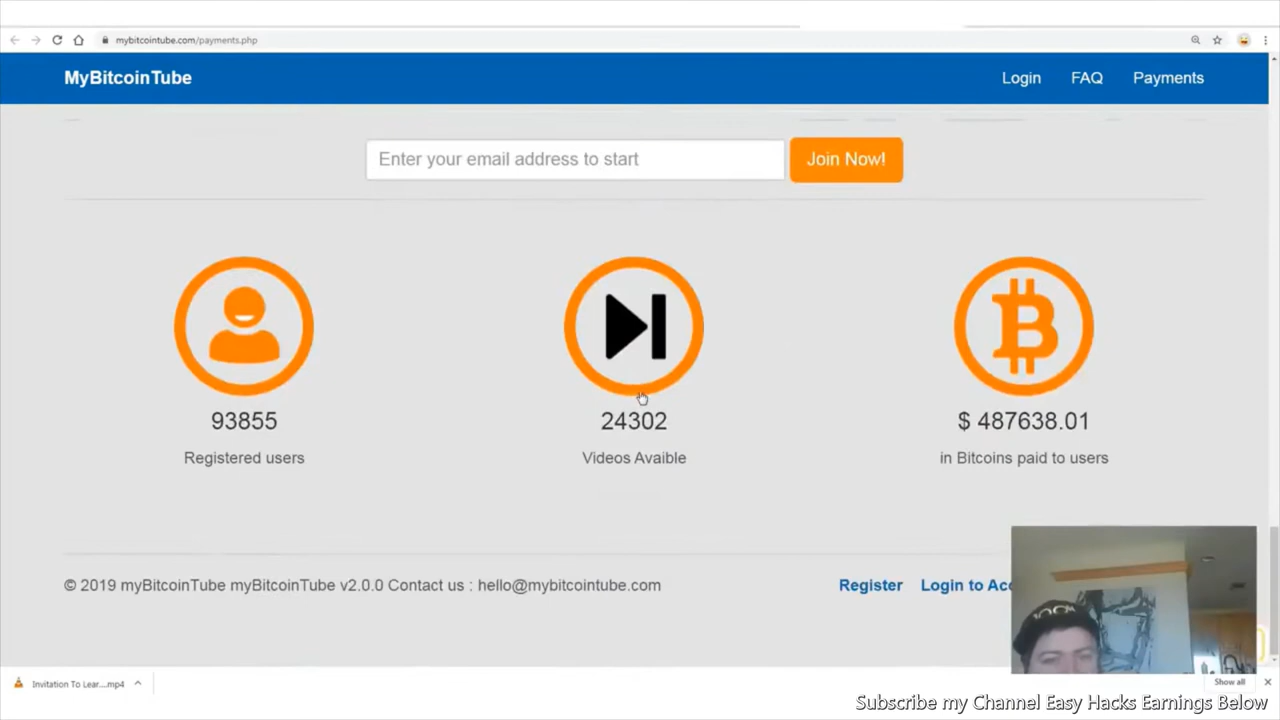 mybitcointube.com/payments.php
MyBitcoinTube
Login FAQ Payments
Enter your email address to start Join Now!
93855 24302 $ 487638.01
Registered users Videos Avaible in Bitcoins paid to users
© 2019 myBitcoinTube myBitcoinTube v2.0.0 Contact us : hello@mybitcointube.com Register Login to Acc
Invitation To Lear....mp4 Show all
Subscribe my Channel Easy Hacks Earnings Below